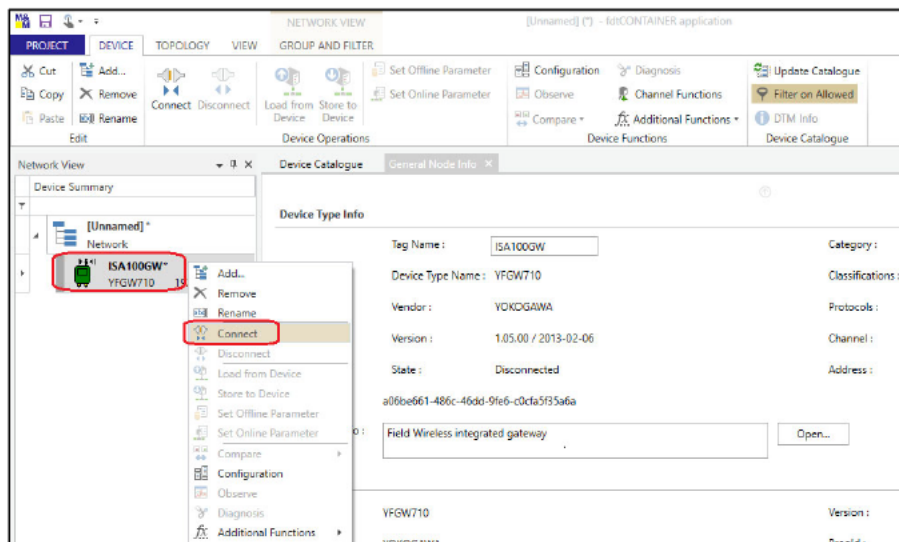 NETWORK VIEW
[Unnamed] (*) - fdtCONTAINER application
PROJECT DEVICE TOPOLOGY VIEW GROUP AND FILTER
Cut Add... Set Offline Parameter Configuration Diagnosis Update Catalogue
Copy Remove Connect Disconnect Load from Device Store to Device Set Online Parameter Observe Channel Functions Filter on Allowed
Paste Rename Compare Additional Functions DTM Info
Edit Device Operations Device Functions Device Catalogue
Network View Device Catalogue General Node Info
Device Summary
Device Type Info
[Unnamed]*
Network
Tag Name : ISA100GW Category :
ISA100GW*
YFGW710
Add...
Remove
Rename
Connect
Disconnect
Load from Device
Store to Device
Set Offline Parameter
Set Online Parameter
Compare
Configuration
Observe
Diagnosis
Additional Functions
Device Type Name : YFGW710 Classifications :
Vendor : YOKOGAWA Protocols :
Version : 1.05.00 / 2013-02-06 Channel :
State : Disconnected Address :
a06be661-486c-46dd-9fe6-c0cfa5f35a6a
Field Wireless integrated gateway Open...
YFGW710 Version :